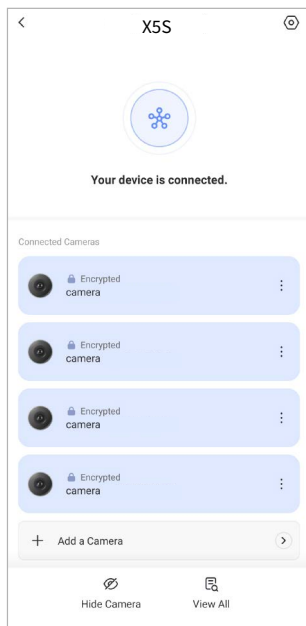 X5S
Your device is connected.
Connected Cameras
Encrypted
camera
Encrypted
camera
Encrypted
camera
Encrypted
camera
Add a Camera
Hide Camera
View All